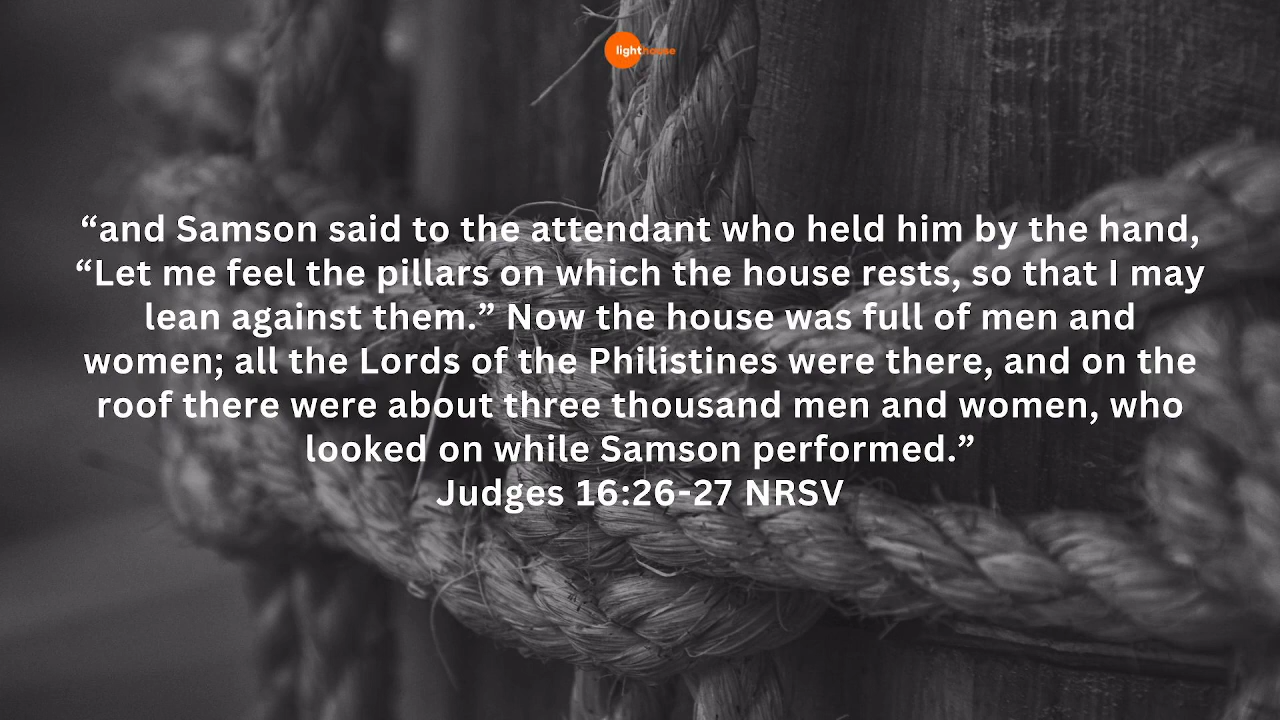 lighthouse
“and Samson said to the attendant who held him by the hand,
“Let me feel the pillars on which the house rests, so that I may
lean against them.” Now the house was full of men and
women; all the Lords of the Philistines were there, and on the
roof there were about three thousand men and women, who
looked on while Samson performed.”
Judges 16:26-27 NRSV